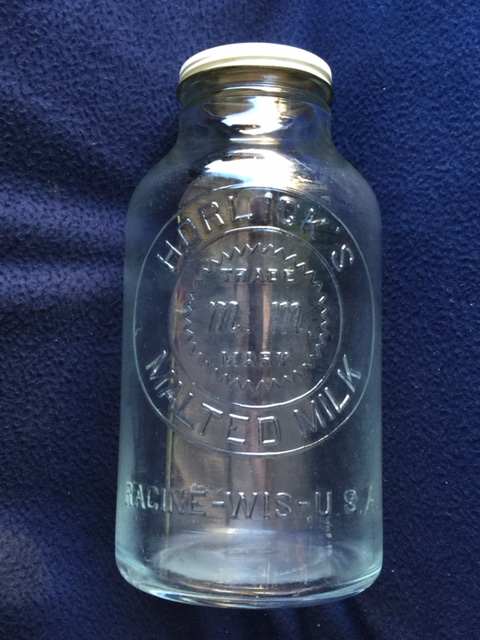 HORLICK'S
TRADE
m. m
MARK
MALTED MILK
RACINE-WIS-U.S.A